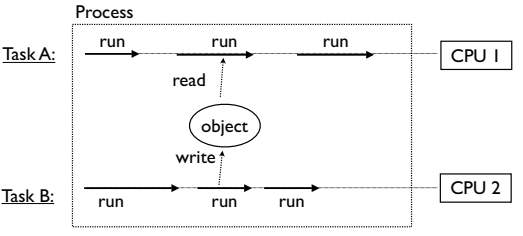 Process
run run run
Task A: CPU 1
read
object
write
CPU 2
Task B: run run run